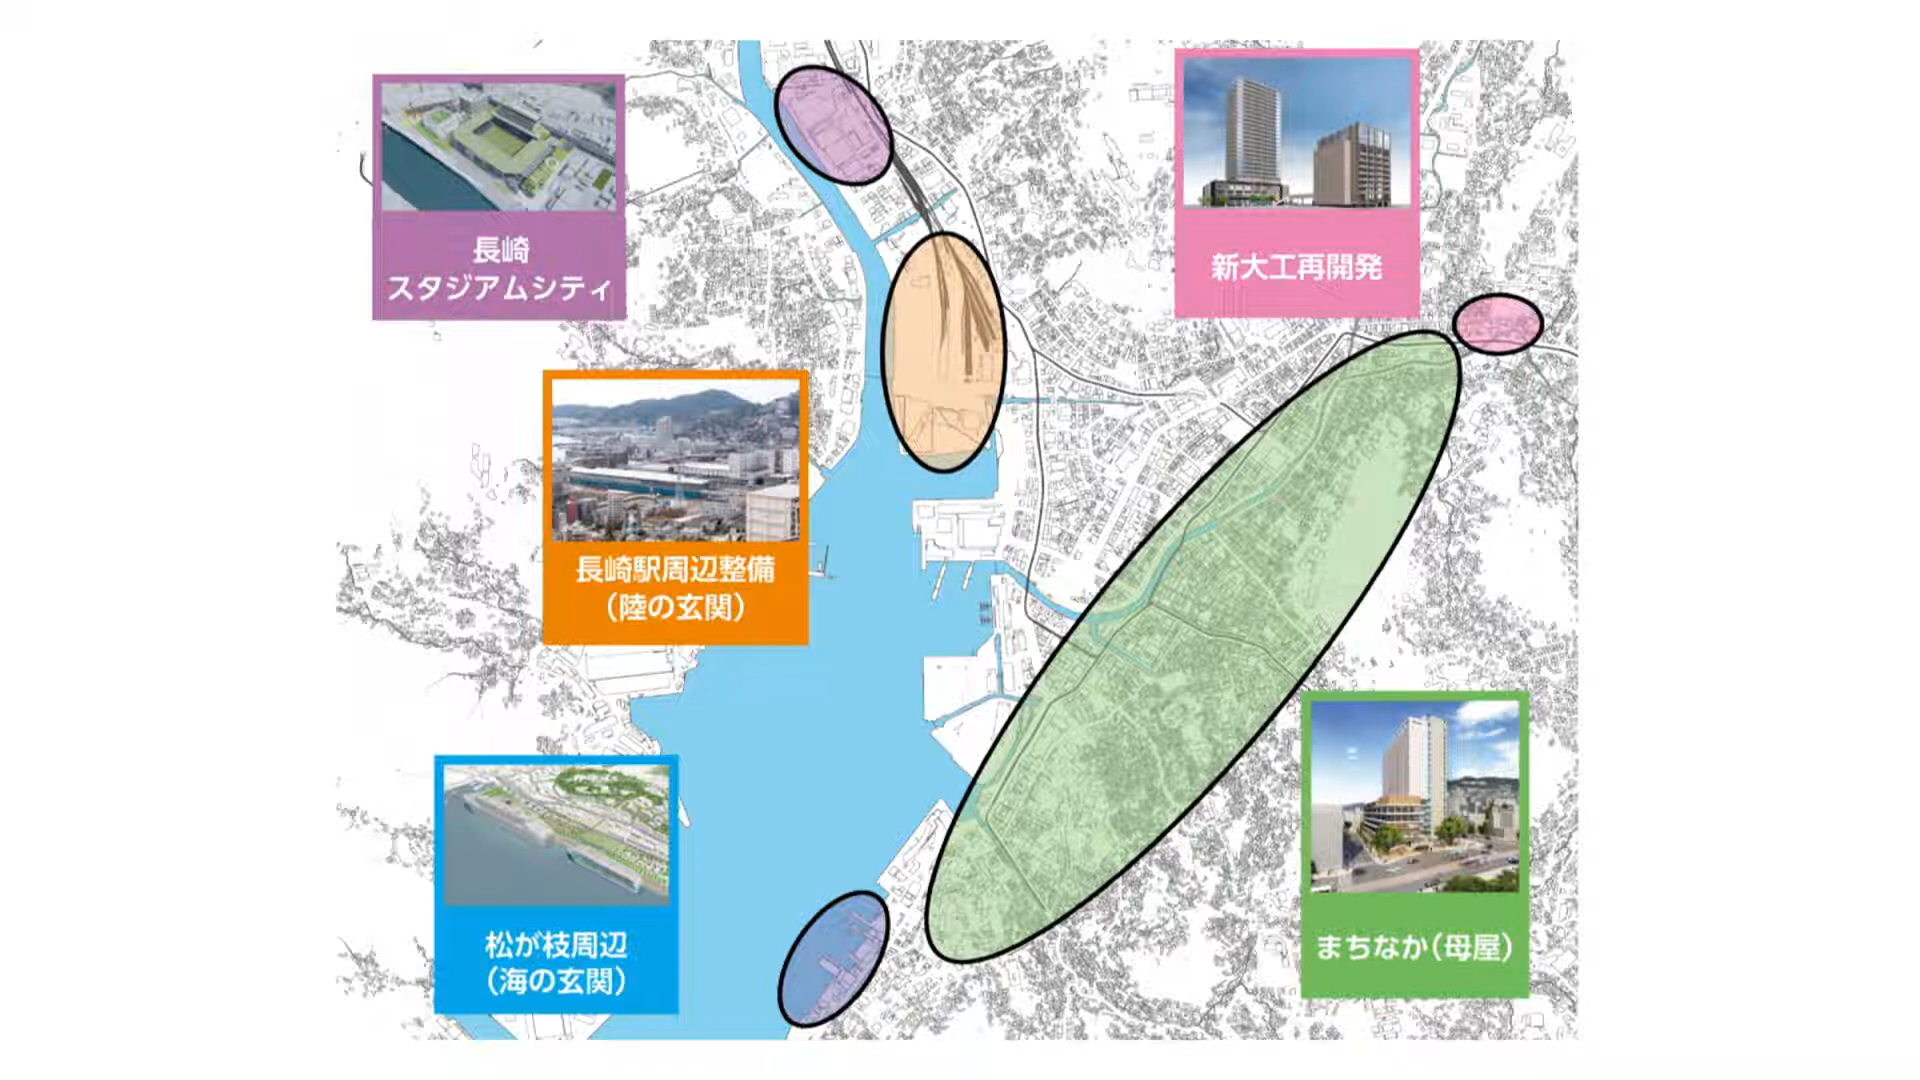 長崎
スタジアムシティ
新大工再開発
長崎駅周辺整備
（陸の玄関）
松が枝周辺
（海の玄関）
まちなか（母屋）